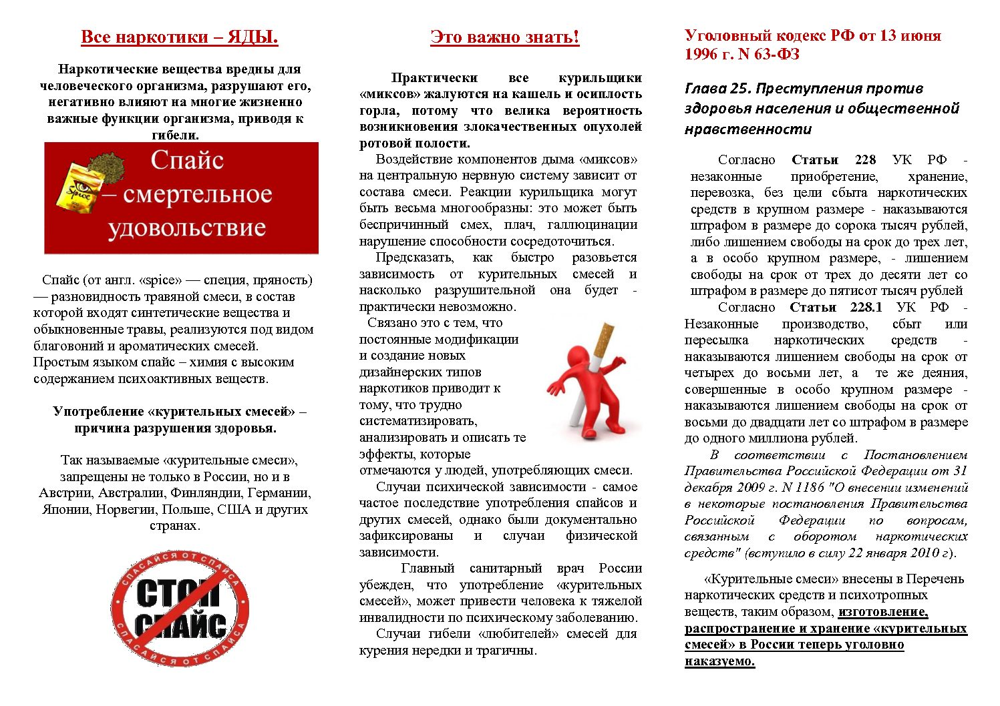 Все наркотики – ЯДЫ.
Наркотические вещества вредны для
человеческого организма, разрушают его,
негативно влияют на многие жизненно
важные функции организма, приводя к
гибели.
Spice
Спайс
– смертельное
удовольствие
Спайс (от англ. «spice» — специя, пряность)
— разновидность травяной смеси, в состав
которой входят синтетические вещества и
обыкновенные травы, реализуются под видом
благовоний и ароматических смесей.
Простым языком спайс – химия с высоким
содержанием психоактивных веществ.
Употребление «курительных смесей» –
причина разрушения здоровья.
Так называемые «курительные смеси»,
запрещены не только в России, но и в
Австрии, Австралии, Финляндии, Германии,
Японии, Норвегии, Польше, США и других
странах.
СПАСАЙСЯ ОТ СПАЙСА
СТОП
СПАЙС
СПАСАЙСЯ ОТ СПАЙСА
Это важно знать!
Практически все курильщики
«миксов» жалуются на кашель и осиплость
горла, потому что велика вероятность
возникновения злокачественных опухолей
ротовой полости.
Воздействие компонентов дыма «миксов»
на центральную нервную систему зависит от
состава смеси. Реакции курильщика могут
быть весьма многообразны: это может быть
беспричинный смех, плач, галлюцинации
нарушение способности сосредоточиться.
Предсказать, как быстро разовьется
зависимость от курительных смесей и
насколько разрушительной она будет -
практически невозможно.
Связано это с тем, что
постоянные модификации
и создание новых
дизайнерских типов
наркотиков приводит к
тому, что трудно
систематизировать,
анализировать и описать те
эффекты, которые
отмечаются у людей, употребляющих смеси.
Случаи психической зависимости - самое
частое последствие употребления спайсов и
других смесей, однако были документально
зафиксированы и случаи физической
зависимости.
Главный санитарный врач России
убежден, что употребление «курительных
смесей», может привести человека к тяжелой
инвалидности по психическому заболеванию.
Случаи гибели «любителей» смесей для
курения нередки и трагичны.
Уголовный кодекс РФ от 13 июня
1996 г. N 63-ФЗ
Глава 25. Преступления против
здоровья населения и общественной
нравственности
Согласно Статьи 228 УК РФ -
незаконные приобретение, хранение,
перевозка, без цели сбыта наркотических
средств в крупном размере - наказываются
штрафом в размере до сорока тысяч рублей,
либо лишением свободы на срок до трех лет,
а в особо крупном размере, - лишением
свободы на срок от трех до десяти лет со
штрафом в размере до пятисот тысяч рублей
Согласно Статьи 228.1 УК РФ -
Незаконные производство, сбыт или
пересылка наркотических средств -
наказываются лишением свободы на срок от
четырех до восьми лет, а те же деяния,
совершенные в особо крупном размере -
наказываются лишением свободы на срок от
восьми до двадцати лет со штрафом в размере
до одного миллиона рублей.
В соответствии с Постановлением
Правительства Российской Федерации от 31
декабря 2009 г. N 1186 "О внесении изменений
в некоторые постановления Правительства
Российской Федерации по вопросам,
связанным с оборотом наркотических
средств" (вступило в силу 22 января 2010 г).
«Курительные смеси» внесены в Перечень
наркотических средств и психотропных
веществ, таким образом, изготовление,
распространение и хранение «курительных
смесей» в России теперь уголовно
наказуемо.